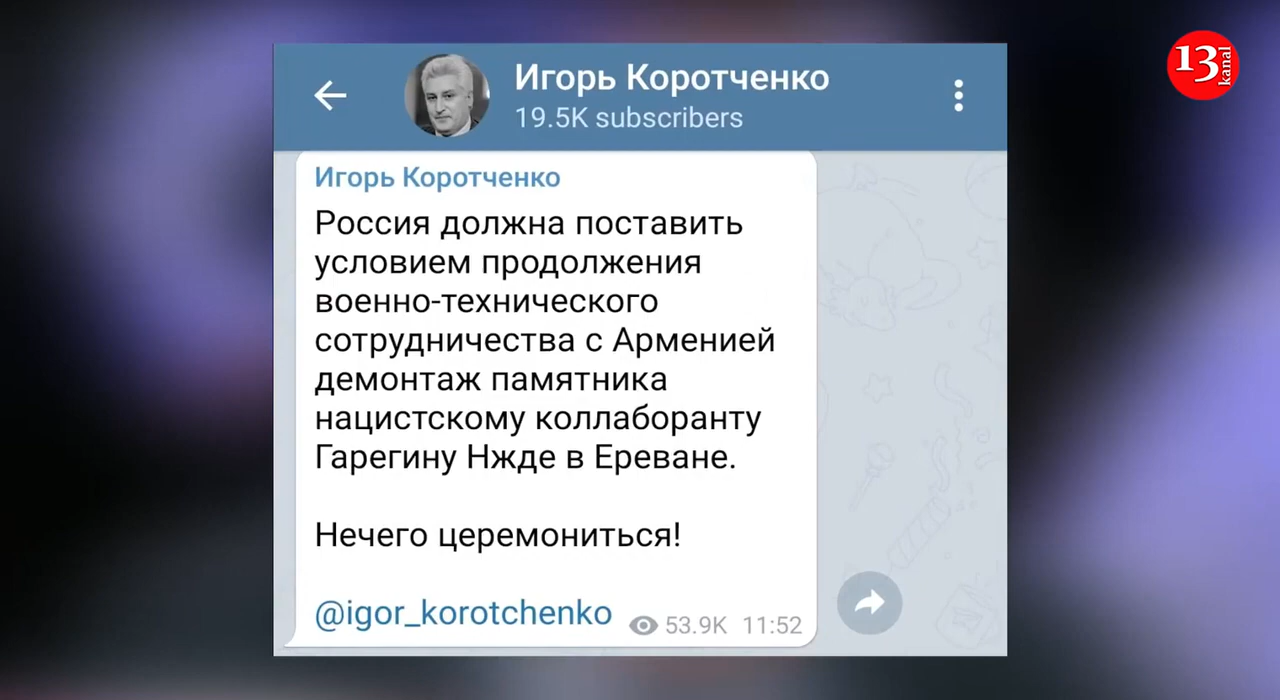 13 kanal
Игорь Коротченко
19.5K subscribers
Игорь Коротченко
Россия должна поставить
условием продолжения
военно-технического
сотрудничества с Арменией
демонтаж памятника
нацистскому коллаборанту
Гарегину Нжде в Ереване.
Нечего церемониться!
@igor_korotchenko
53.9K 11:52